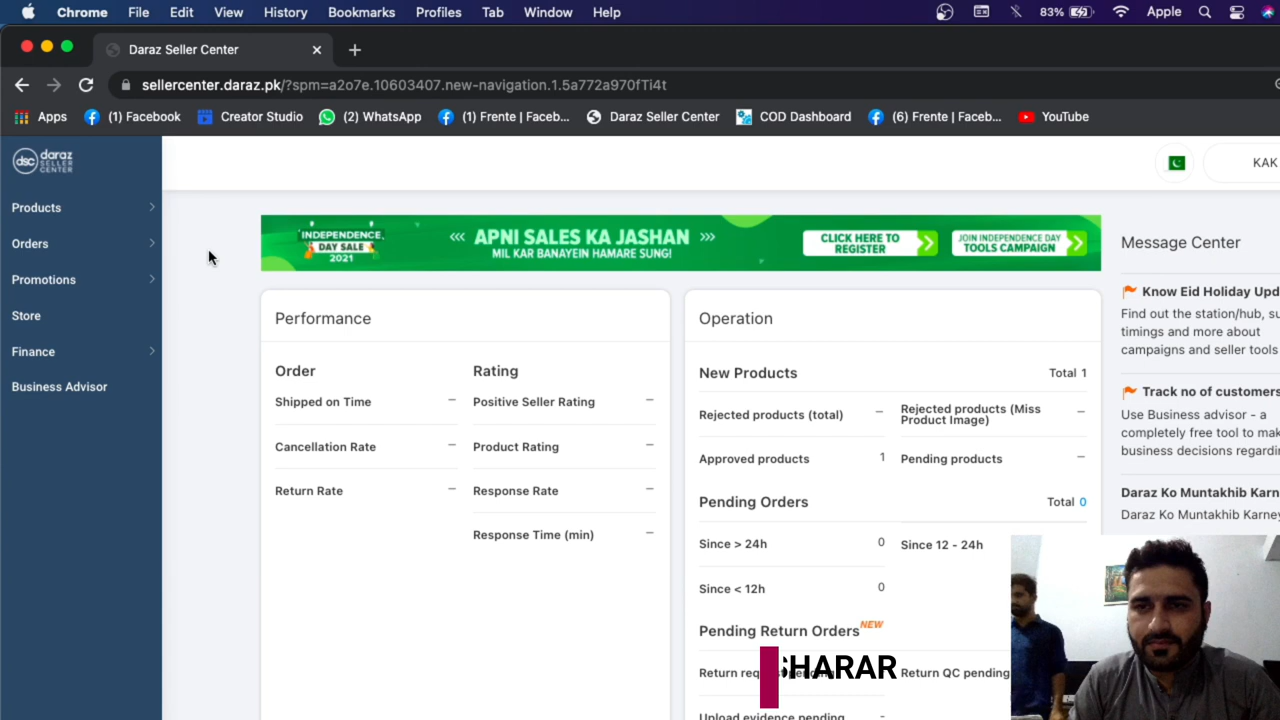 Chrome File Edit View History Bookmarks Profiles Tab Window Help 83% Apple
Daraz Seller Center
sellercenter.daraz.pk/?spm=a2o7e.10603407.new-navigation.1.5a772a970fTi4t
Apps (1) Facebook Creator Studio (2) WhatsApp (1) Frente | Faceb... Daraz Seller Center COD Dashboard (6) Frente | Faceb... YouTube
dsc daraz SELLER CENTER
KAK
Products
Orders
Promotions
Store
Finance
Business Advisor
INDEPENDENCE
DAY SALE
2021
APNI SALES KA JASHAN
MIL KAR BANAYEIN HAMARE SUNG!
CLICK HERE TO
REGISTER
JOIN INDEPENDENCE DAY
TOOLS CAMPAIGN
Performance
Order
Shipped on Time –
Cancellation Rate –
Return Rate –
Rating
Positive Seller Rating –
Product Rating –
Response Rate –
Response Time (min) –
Operation
New Products Total 1
Rejected products (total) –
Rejected products (Miss
Product Image) –
Approved products 1
Pending products –
Pending Orders Total 0
Since > 24h 0
Since 12 - 24h
Since < 12h 0
Pending Return Orders NEW
Return QC pending
Upload evidence pending -
HARAR
Message Center
Know Eid Holiday Upd
Find out the station/hub, su
timings and more about
campaigns and seller tools
Track no of customers
Use Business advisor - a
completely free tool to mak
business decisions regardi
Daraz Ko Muntakhib Karn
Daraz Ko Muntakhib Karney